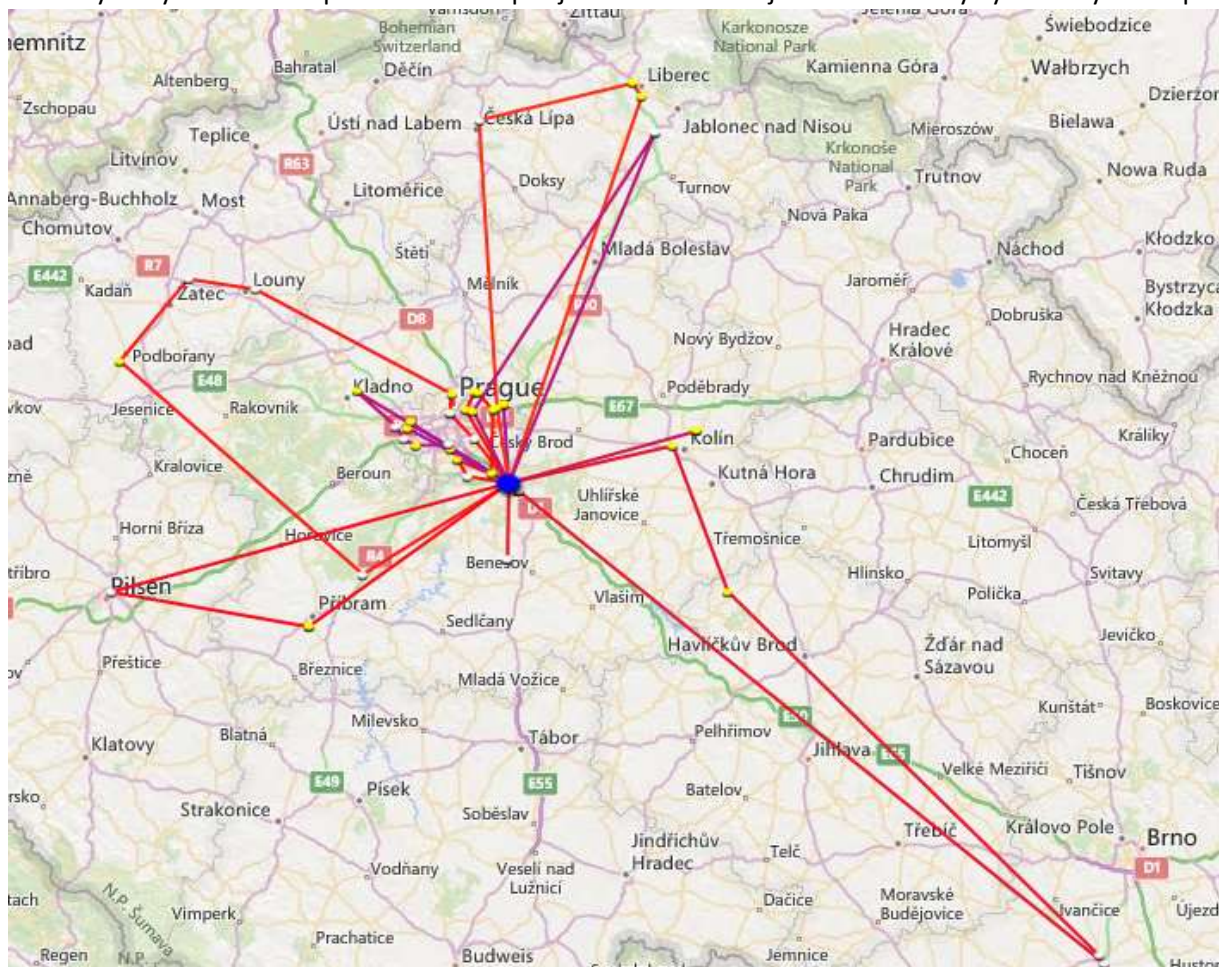 Bohemian
Switzerland
Zittau
Karkonosze
National Park
Jelenia Góra
Świebodzice
Altenberg
Bahratal
Děčín
Liberec
Kamienna Góra
Wałbrzych
Zschopau
Teplice
Ústí nad Labem
Česká Lípa
Jablonec nad Nisou
Mieroszów
Bielawa
R63
Litvínov
Litoměřice
Doksy
Turnov
Krkonoše
National
Park
Trutnov
Nowa Ruda
Annaberg-Buchholz
Most
Nová Paka
Chomutov
Štětí
Mladá Boleslav
Náchod
Kłodzko
E442
R7
Kadaň
Žatec
Louny
Mělník
Jaroměř
Bystrzyca
Kłodzka
D8
Dobruška
Podbořany
Nový Bydžov
Hradec
Králové
E48
Kladno
Prague
Poděbrady
Rychnov nad Kněžnou
Jesenice
Rakovník
E67
Český Brod
Kolín
Pardubice
Králíky
Kralovice
Beroun
Kutná Hora
Chrudim
Choceň
E442
Česká Třebová
Uhlířské
Janovice
Horní Bříza
Hořovice
R4
Třemošnice
Litomyšl
Benešov
Pilsen
Hlinsko
Svitavy
Příbram
Vlašim
Polička
Sedlčany
Havlíčkův Brod
Žďár nad
Sázavou
Jevíčko
Přeštice
Březnice
Mladá Vožice
Kunštát
Boskovice
Klatovy
Blatná
Milevsko
Tábor
Pelhřimov
E50
Jihlava
Velké Meziříčí
Tišnov
E49
Písek
E55
Batelov
Strakonice
Soběslav
Třebíč
Královo Pole
Brno
Jindřichův
Hradec
Telč
D1
Vodňany
Veselí nad
Lužnicí
N.P. Šumava
Vimperk
Dačice
Moravské
Budějovice
Ivančice
Prachatice
Regen
N.P.
Budweis
Jemnice